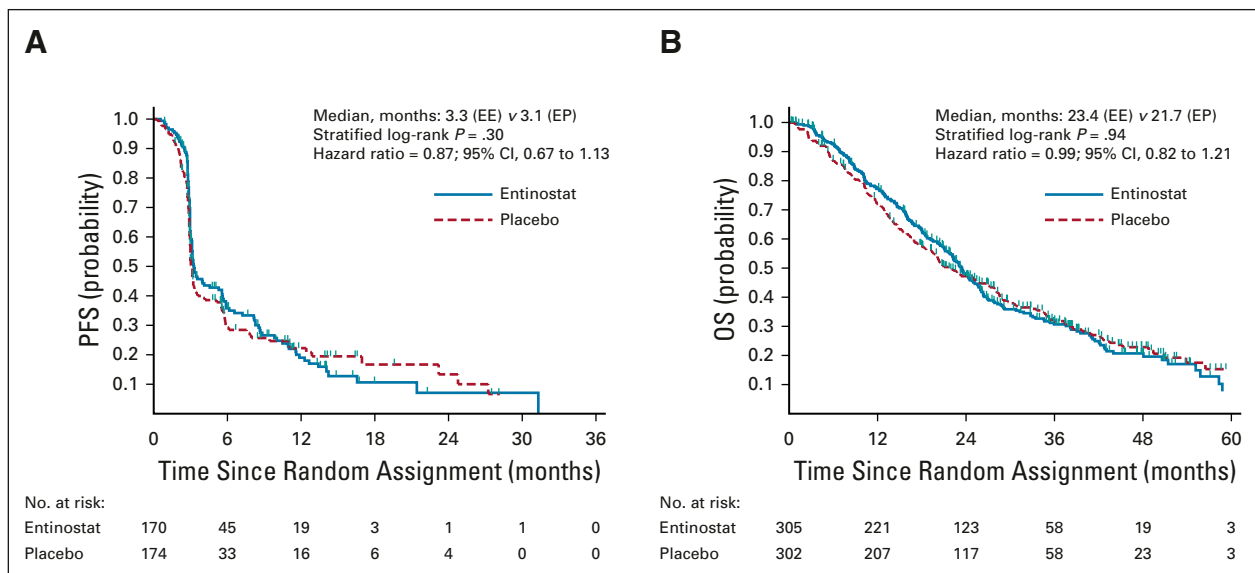 A
Median, months: 3.3 (EE) v 3.1 (EP)
Stratified log-rank P = .30
Hazard ratio = 0.87; 95% CI, 0.67 to 1.13
Entinostat
Placebo
PFS (probability)
1.0
0.9
0.8
0.7
0.6
0.5
0.4
0.3
0.2
0.1
0 6 12 18 24 30 36
Time Since Random Assignment (months)
No. at risk:
Entinostat 170 45 19 3 1 1 0
Placebo 174 33 16 6 4 0 0
B
Median, months: 23.4 (EE) v 21.7 (EP)
Stratified log-rank P = .94
Hazard ratio = 0.99; 95% CI, 0.82 to 1.21
Entinostat
Placebo
OS (probability)
1.0
0.9
0.8
0.7
0.6
0.5
0.4
0.3
0.2
0.1
0 12 24 36 48 60
Time Since Random Assignment (months)
No. at risk:
Entinostat 305 221 123 58 19 3
Placebo 302 207 117 58 23 3